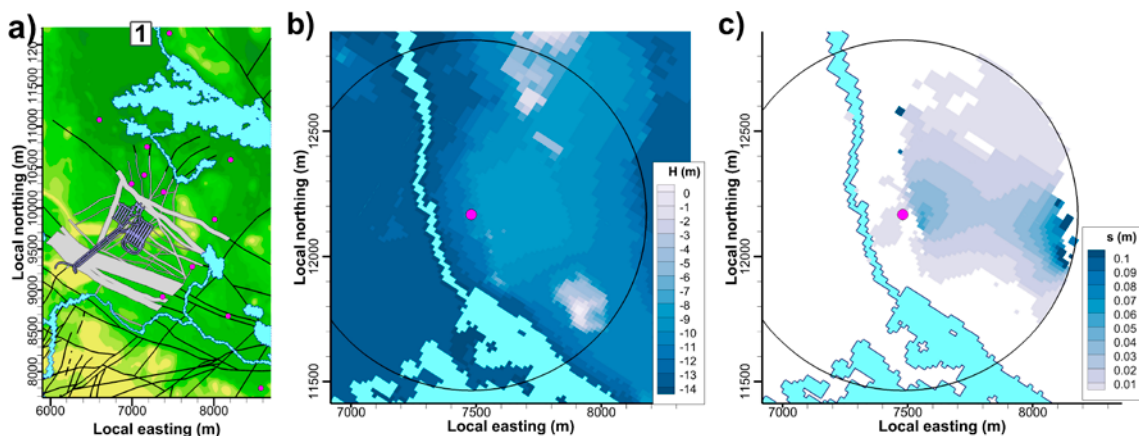 a)
1
120
11500
11000
10500
10000
9500
9000
8500
8000
Local northing (m)
6000 7000 8000
Local easting (m)
b)
12500
12000
11500
Local northing (m)
7000 7500 8000
Local easting (m)
H (m)
0
-1
-2
-3
-4
-5
-6
-7
-8
-9
-10
-11
-12
-13
-14
c)
12500
12000
11500
Local northing (m)
7000 7500 8000
Local easting (m)
s (m)
0.1
0.09
0.08
0.07
0.06
0.05
0.04
0.03
0.02
0.01